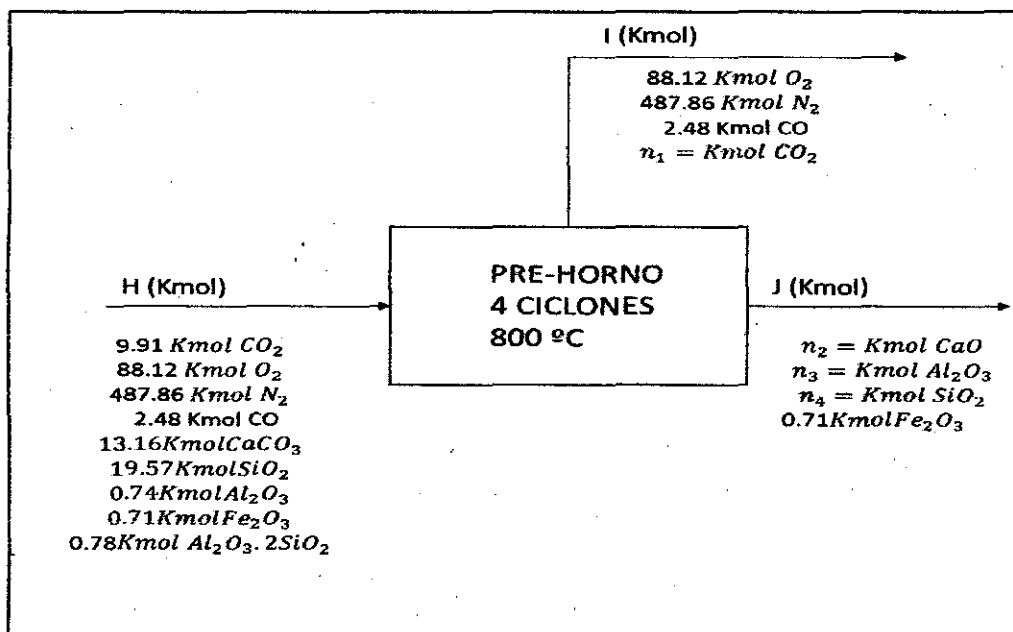 I (Kmol)
88.12 Kmol O₂
487.86 Kmol N₂
2.48 Kmol CO
n₁ = Kmol CO₂
PRE-HORNO
4 CICLONES
800 ºC
H (Kmol)
9.91 Kmol CO₂
88.12 Kmol O₂
487.86 Kmol N₂
2.48 Kmol CO
13.16KmolCaCO₃
19.57KmolSiO₂
0.74KmolAl₂O₃
0.71KmolFe₂O₃
0.78Kmol Al₂O₃.2SiO₂
J (Kmol)
n₂ = Kmol CaO
n₃ = Kmol Al₂O₃
n₄ = Kmol SiO₂
0.71KmolFe₂O₃